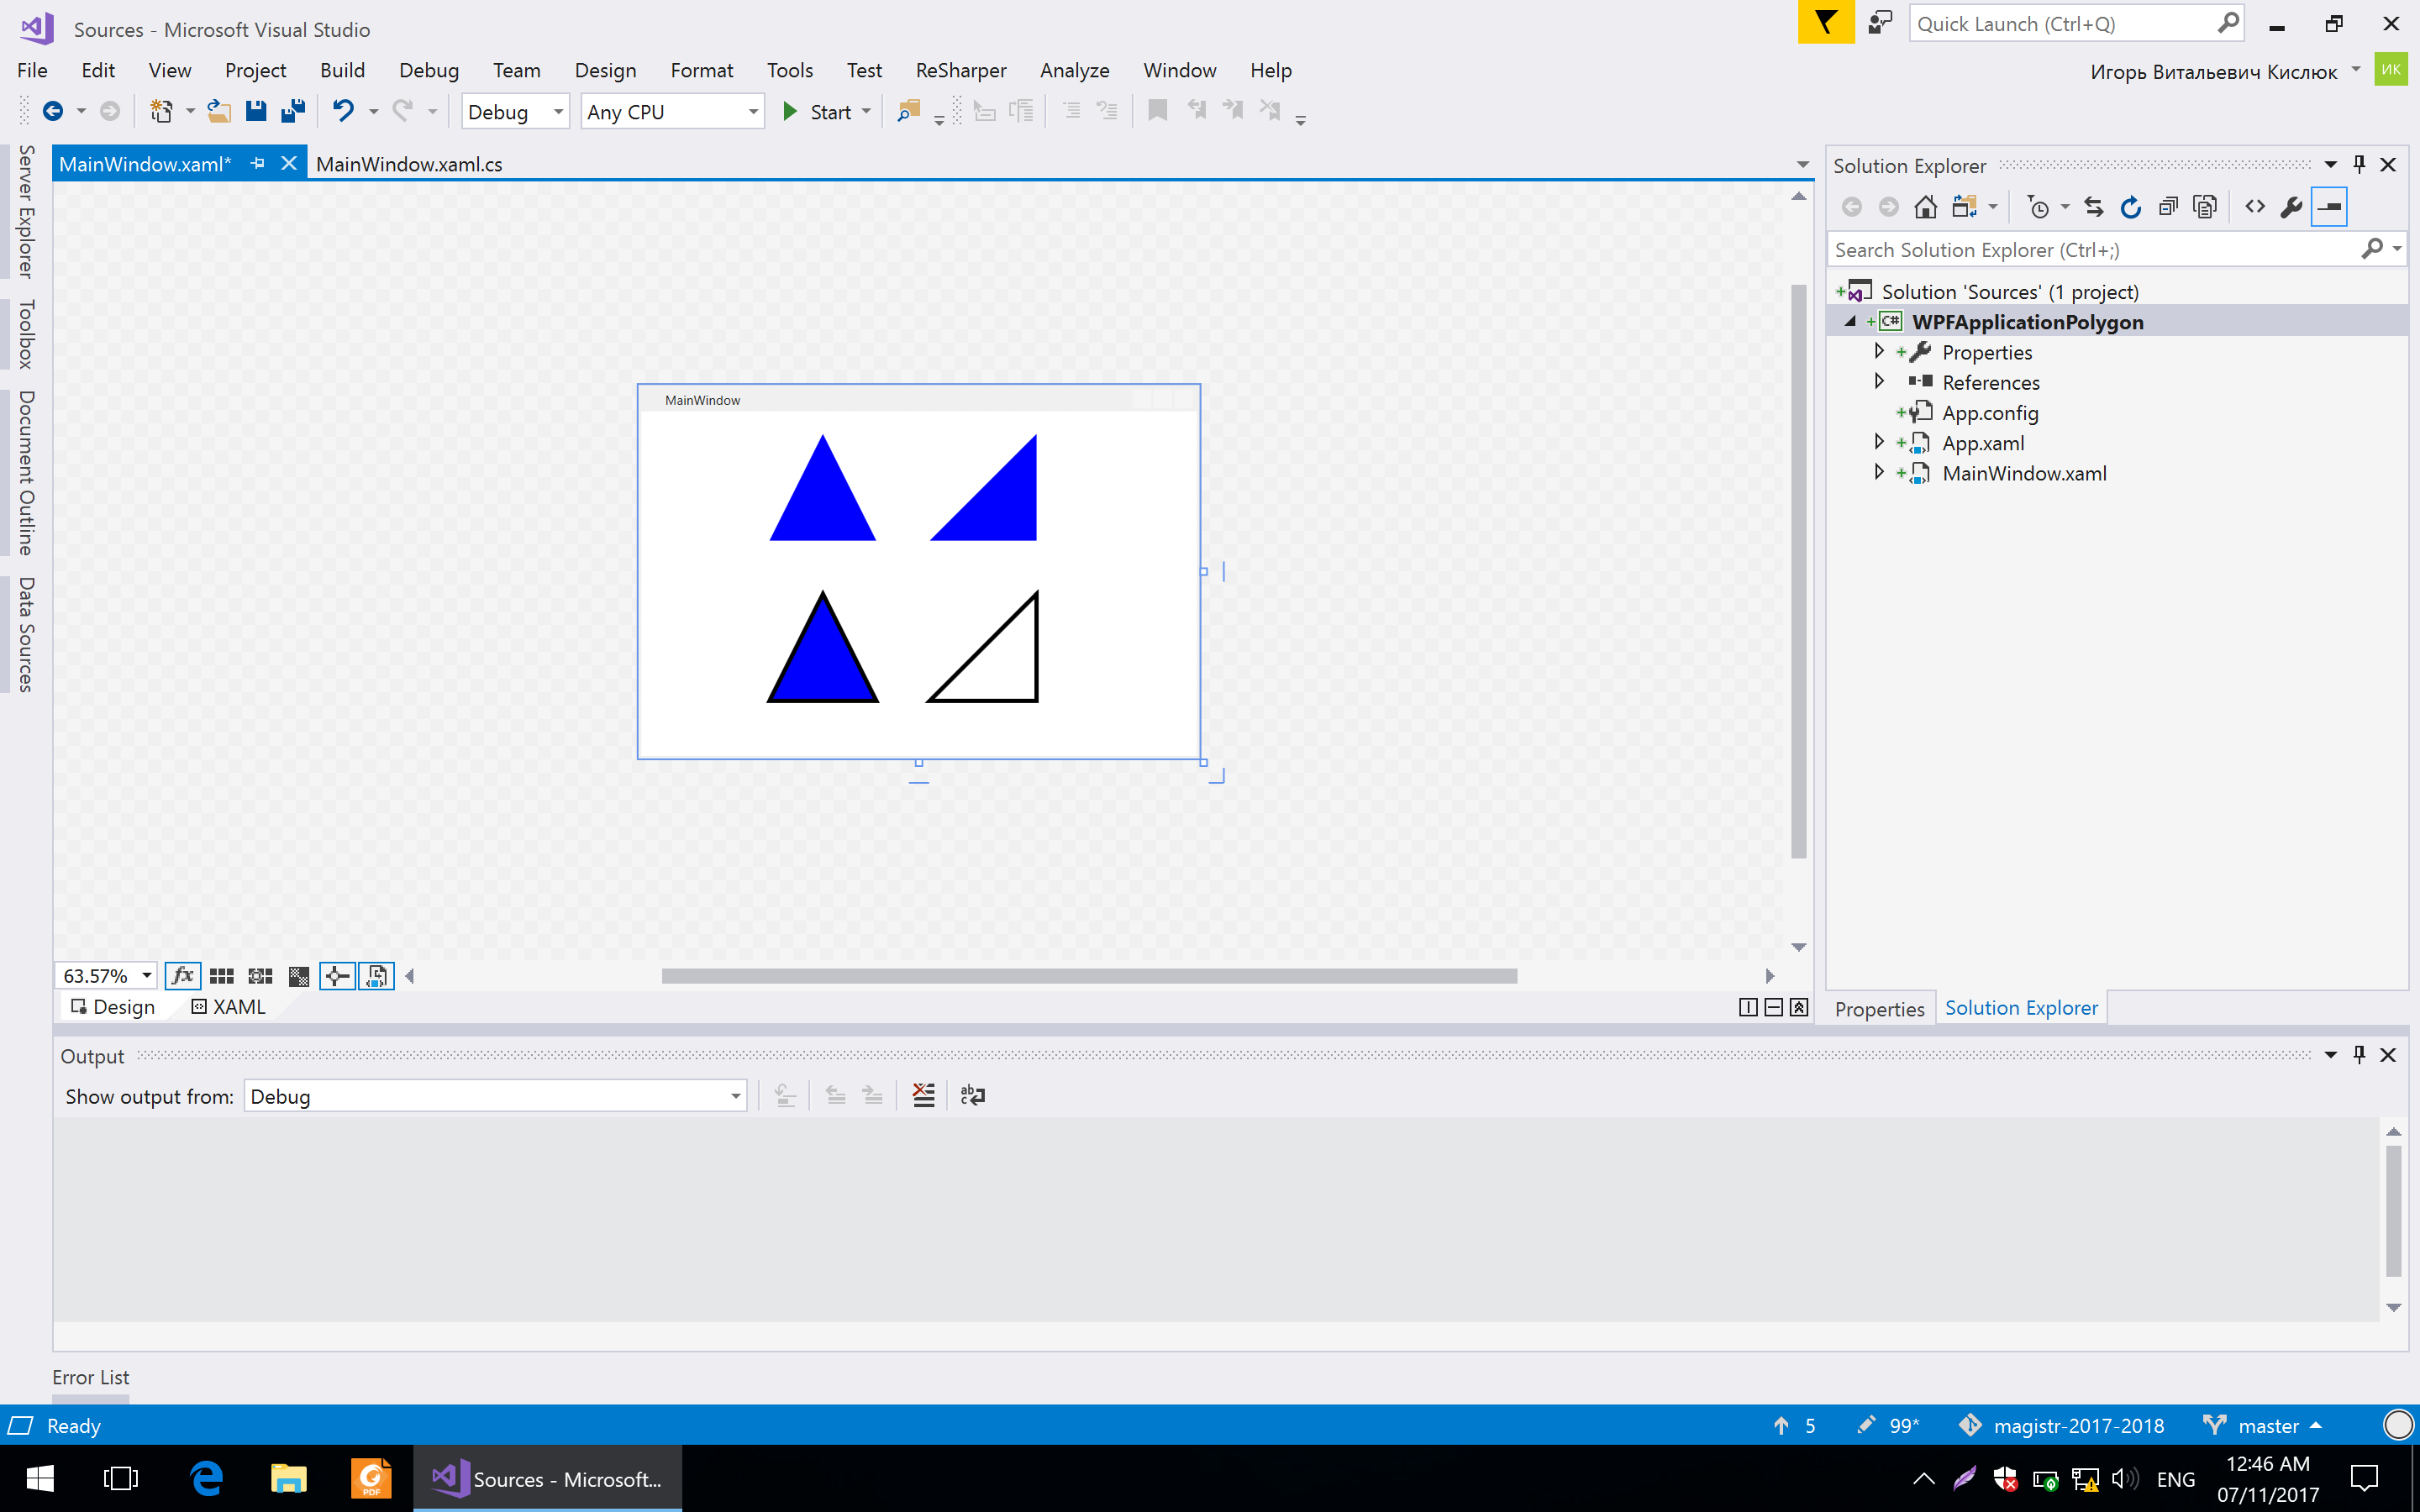 Sources - Microsoft Visual Studio
Quick Launch (Ctrl+Q)
File Edit View Project Build Debug Team Design Format Tools Test ReSharper Analyze Window Help
Игорь Витальевич Кислюк
ИК
Debug Any CPU Start
Server Explorer
Toolbox
Document Outline
Data Sources
MainWindow.xaml* MainWindow.xaml.cs
MainWindow
63.57%
fx
Design XAML
Solution Explorer
Search Solution Explorer (Ctrl+;)
Solution 'Sources' (1 project)
C# WPFApplicationPolygon
Properties
References
App.config
App.xaml
MainWindow.xaml
Properties Solution Explorer
Output
Show output from: Debug
Error List
Ready
5 99* magistr-2017-2018 master
PDF
Sources - Microsoft...
ENG
12:46 AM
07/11/2017